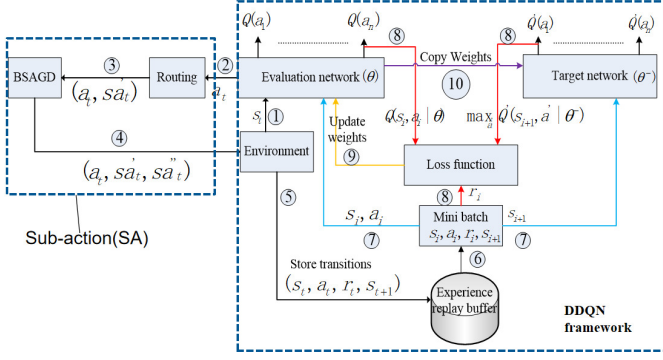 Q(a₁) ............ Q(aₙ)
Q̇(a₁) ............ Q̇(aₙ)
⑧
⑧
BSAGD
③
Routing
②
Evaluation network (θ)
Copy Weights
⑩
Target network (θ⁻)
(aₜ, sa'ₜ)
aₜ
sₜ
①
Q(sᵢ, aᵢ | θ)
max Q̇(sᵢ₊₁, a' | θ⁻)
a
④
Update
weights
⑨
Environment
Loss function
(aₜ, sa'ₜ, sa''ₜ)
⑤
⑧ rᵢ
Sub-action(SA)
sᵢ, aᵢ
⑦
Mini batch
sᵢ, aᵢ, rᵢ, sᵢ₊₁
sᵢ₊₁
⑦
⑥
Store transitions
(sₜ, aₜ, rₜ, sₜ₊₁)
Experience
replay buffer
DDQN
framework